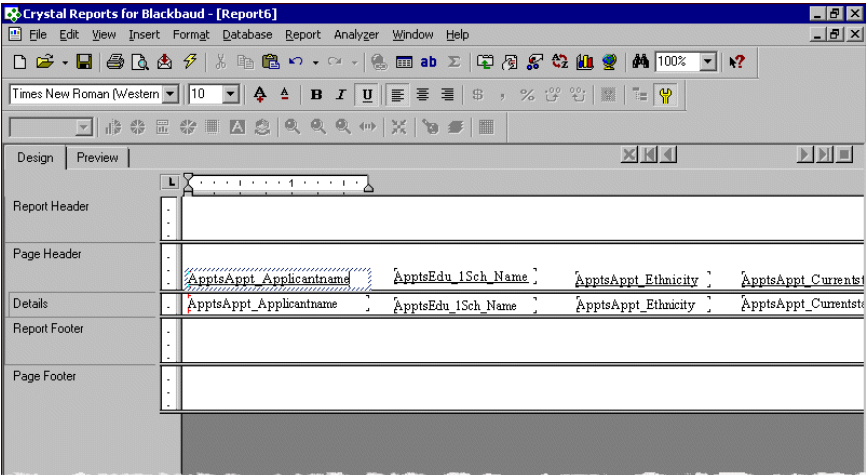 Crystal Reports for Blackbaud - [Report6]
File Edit View Insert Format Database Report Analyzer Window Help
100%
Times New Roman (Western 10 B I U
Design Preview
1
Report Header
Page Header
ApptsAppt_Applicantname ApptsEdu_1Sch_Name ApptsAppt_Ethnicity ApptsAppt_Currentst
Details
ApptsAppt_Applicantname ApptsEdu_1Sch_Name ApptsAppt_Ethnicity ApptsAppt_Currentst
Report Footer
Page Footer